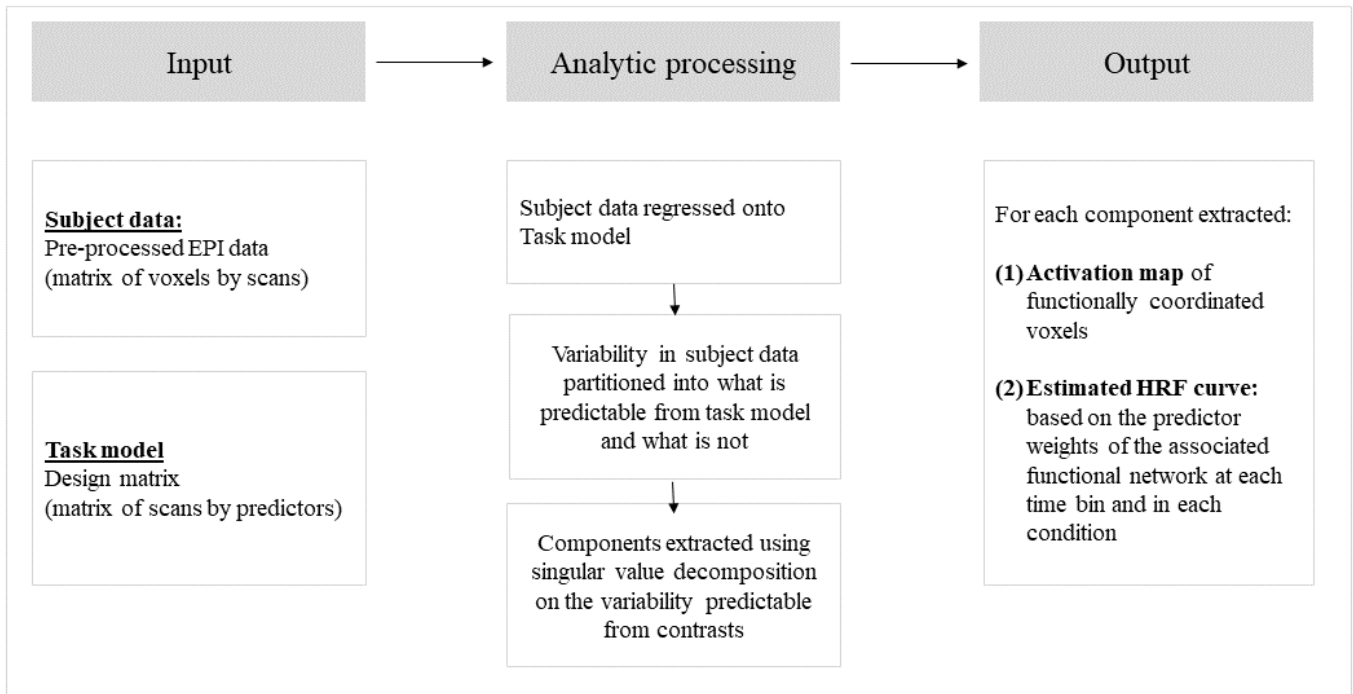 Input
Analytic processing
Output
Subject data:
Pre-processed EPI data
(matrix of voxels by scans)
Task model
Design matrix
(matrix of scans by predictors)
Subject data regressed onto
Task model
Variability in subject data
partitioned into what is
predictable from task model
and what is not
Components extracted using
singular value decomposition
on the variability predictable
from contrasts
For each component extracted:
(1) Activation map of
functionally coordinated
voxels
(2) Estimated HRF curve:
based on the predictor
weights of the associated
functional network at each
time bin and in each
condition